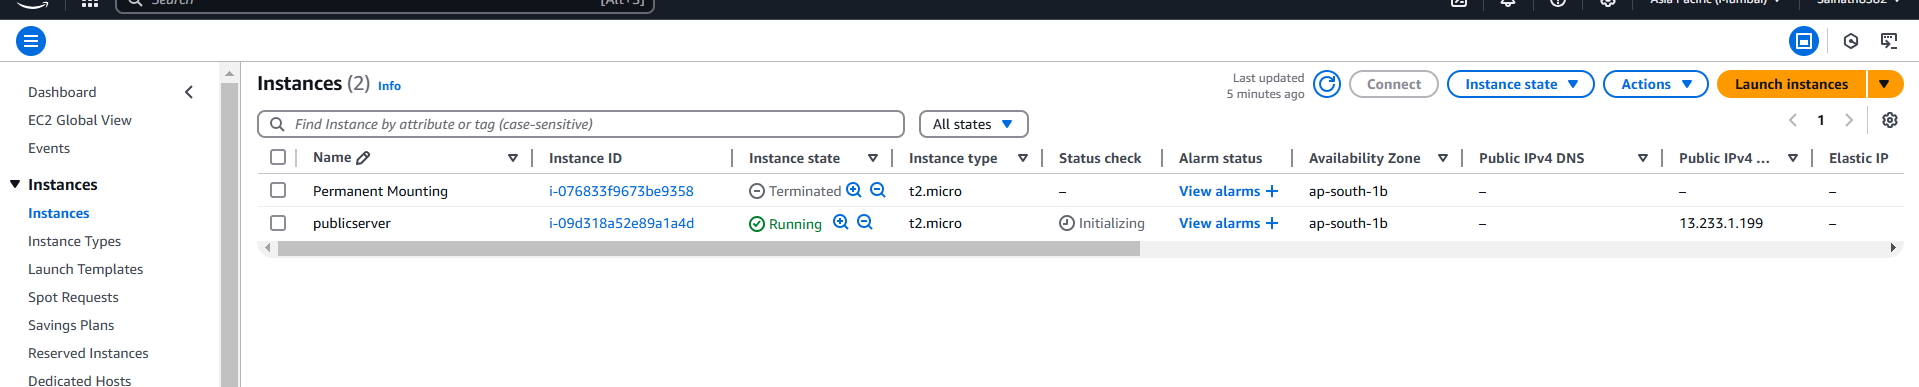 Search [Alt+S] Asia Pacific (Mumbai)
Instances (2) Info
Last updated
5 minutes ago
Connect Instance state Actions Launch instances
Dashboard
EC2 Global View
Events
Instances
Instances
Instance Types
Launch Templates
Spot Requests
Savings Plans
Reserved Instances
Dedicated Hosts
Find Instance by attribute or tag (case-sensitive) All states 1
Name Instance ID Instance state Instance type Status check Alarm status Availability Zone Public IPv4 DNS Public IPv4 ... Elastic IP
Permanent Mounting i-076833f9673be9358 Terminated t2.micro – View alarms + ap-south-1b – – –
publicserver i-09d318a52e89a1a4d Running t2.micro Initializing View alarms + ap-south-1b – 13.233.1.199 –